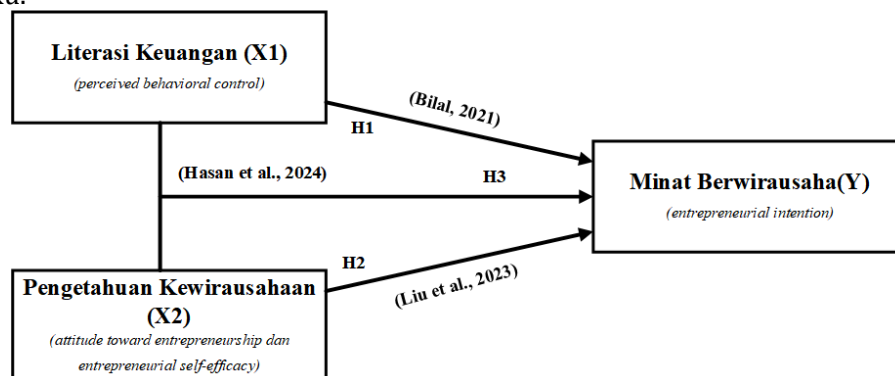 Literasi Keuangan (X1)
(perceived behavioral control)
(Bilal, 2021)
H1
(Hasan et al., 2024)
H3
Minat Berwirausaha(Y)
(entrepreneurial intention)
H2
(Liu et al., 2023)
Pengetahuan Kewirausahaan
(X2)
(attitude toward entrepreneurship dan
entrepreneurial self-efficacy)